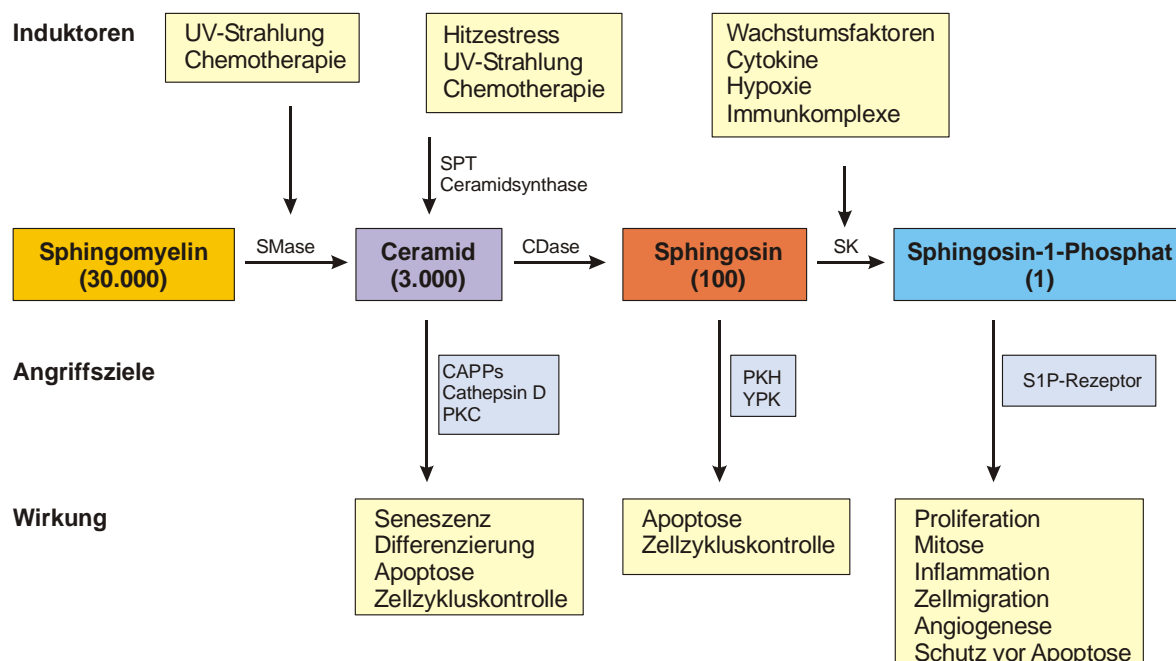 Induktoren
UV-Strahlung
Chemotherapie
Hitzestress
UV-Strahlung
Chemotherapie
Wachstumsfaktoren
Cytokine
Hypoxie
Immunkomplexe
SPT
Ceramidsynthase
Sphingomyelin
(30.000)
SMase
Ceramid
(3.000)
CDase
Sphingosin
(100)
SK
Sphingosin-1-Phosphat
(1)
Angriffsziele
CAPPs
Cathepsin D
PKC
PKH
YPK
S1P-Rezeptor
Wirkung
Seneszenz
Differenzierung
Apoptose
Zellzykluskontrolle
Apoptose
Zellzykluskontrolle
Proliferation
Mitose
Inflammation
Zellmigration
Angiogenese
Schutz vor Apoptose